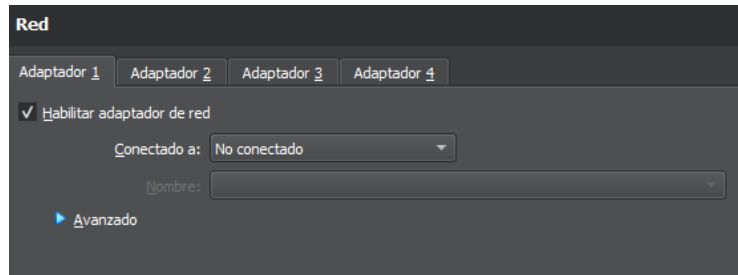 Red
Adaptador 1 Adaptador 2 Adaptador 3 Adaptador 4
Habilitar adaptador de red
Conectado a: No conectado
Nombre:
Avanzado